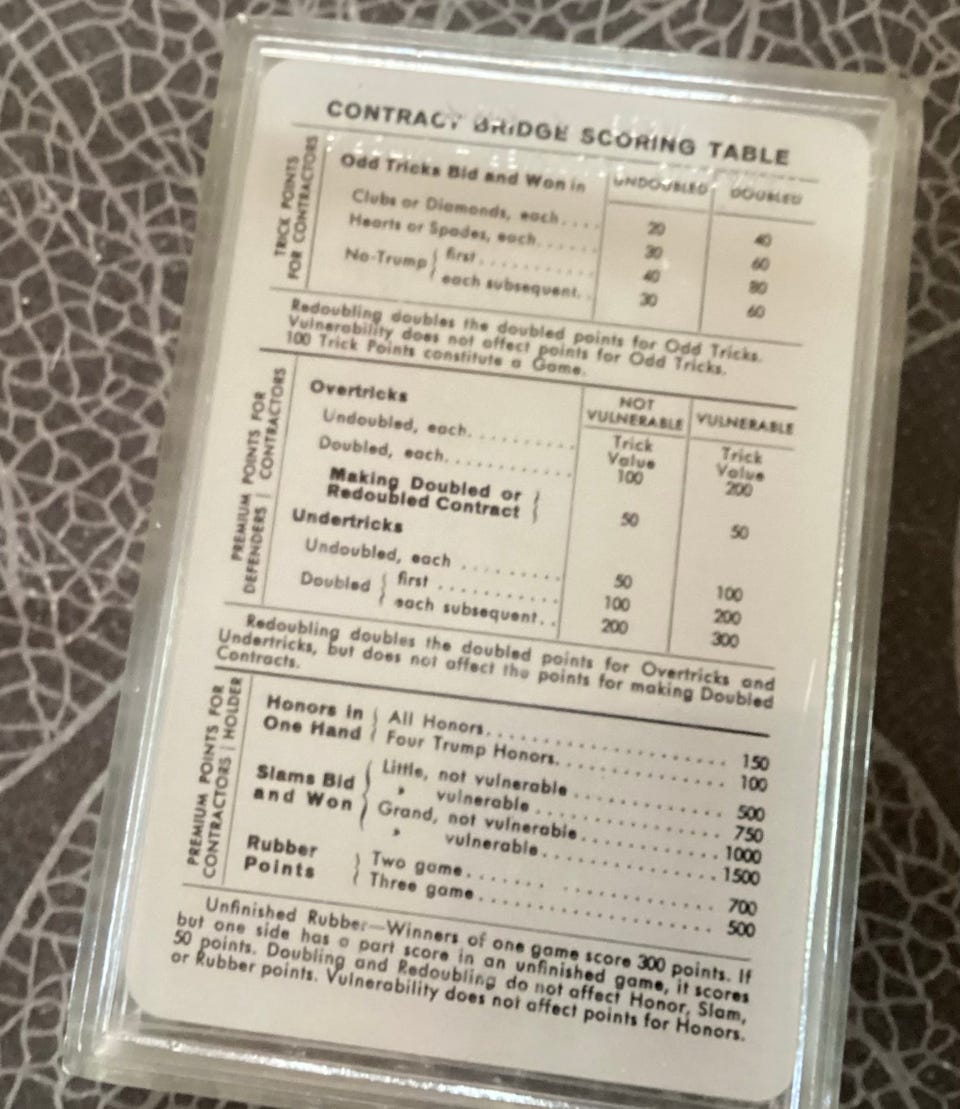 CONTRACT BRIDGE SCORING TABLE
TRICK POINTS
FOR CONTRACTORS
Odd Tricks Bid and Won in UNDOUBLED DOUBLED
Clubs or Diamonds, each.... 20 40
Hearts or Spades, each...... 30 60
No-Trump { first........... 40 80
each subsequent.. 30 60
Redoubling doubles the doubled points for Odd Tricks.
Vulnerability does not affect points for Odd Tricks.
100 Trick Points constitute a Game.
PREMIUM POINTS FOR
DEFENDERS | CONTRACTORS
Overtricks NOT VULNERABLE VULNERABLE
Undoubled, each.......... Trick Value Trick Value
Doubled, each............ 100 200
Making Doubled or
Redoubled Contract } 50 50
Undertricks
Undoubled, each ......... 50 100
Doubled { first ........... 100 200
each subsequent.. 200 300
Redoubling doubles the doubled points for Overtricks and
Undertricks, but does not affect the points for making Doubled
Contracts.
PREMIUM POINTS FOR
CONTRACTORS | HOLDER
Honors in { All Honors........................ 150
One Hand { Four Trump Honors................ 100
Slams Bid { Little, not vulnerable............... 500
and Won " vulnerable.................. 750
Grand, not vulnerable............... 1000
" vulnerable.................. 1500
Rubber } Two game....... ................ 700
Points { Three game........................ 500
Unfinished Rubber—Winners of one game score 300 points. If
but one side has a part score in an unfinished game, it scores
50 points. Doubling and Redoubling do not affect Honor, Slam,
or Rubber points. Vulnerability does not affect points for Honors.